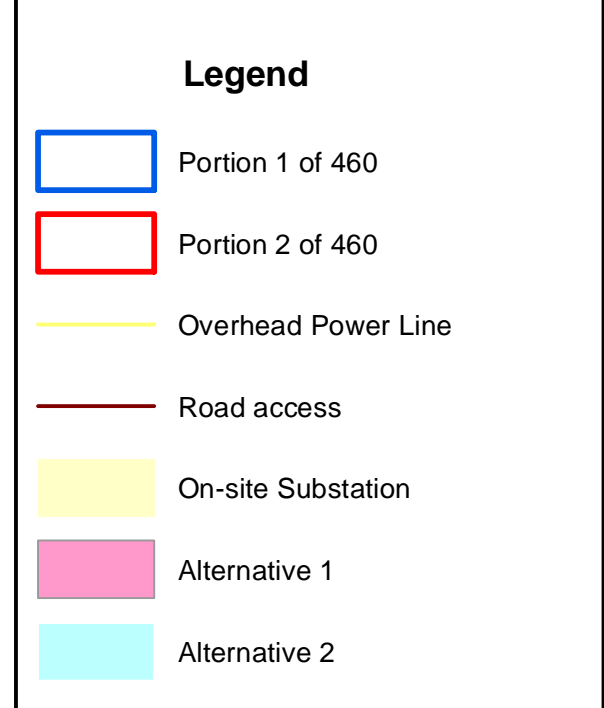 Legend
Portion 1 of 460
Portion 2 of 460
Overhead Power Line
Road access
On-site Substation
Alternative 1
Alternative 2